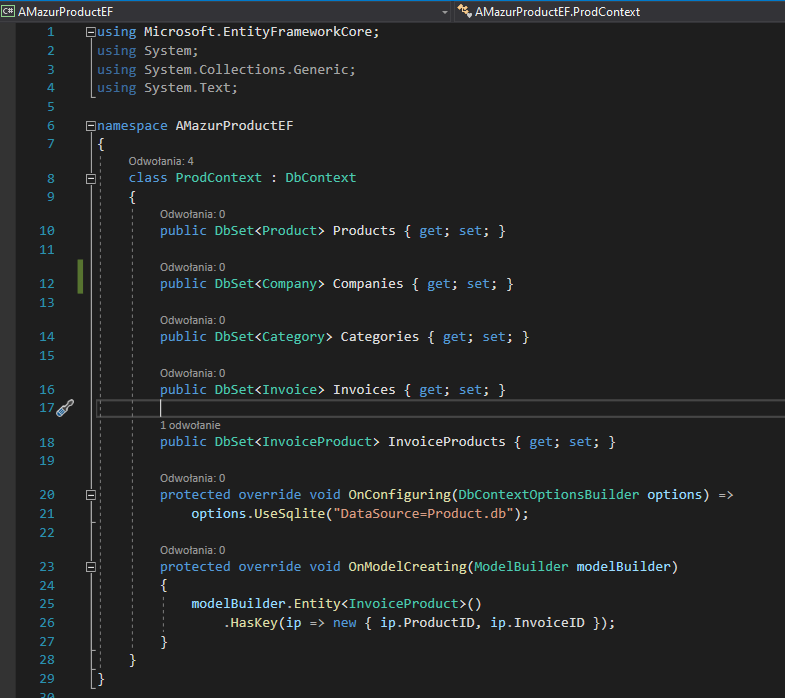 C# AMazurProductEF AMazurProductEF.ProdContext
1 using Microsoft.EntityFrameworkCore;
2 using System;
3 using System.Collections.Generic;
4 using System.Text;
5
6 namespace AMazurProductEF
7 {
Odwołania: 4
8 class ProdContext : DbContext
9 {
Odwołania: 0
10 public DbSet<Product> Products { get; set; }
11
Odwołania: 0
12 public DbSet<Company> Companies { get; set; }
13
Odwołania: 0
14 public DbSet<Category> Categories { get; set; }
15
Odwołania: 0
16 public DbSet<Invoice> Invoices { get; set; }
17
1 odwołanie
18 public DbSet<InvoiceProduct> InvoiceProducts { get; set; }
19
Odwołania: 0
20 protected override void OnConfiguring(DbContextOptionsBuilder options) =>
21 options.UseSqlite("DataSource=Product.db");
22
Odwołania: 0
23 protected override void OnModelCreating(ModelBuilder modelBuilder)
24 {
25 modelBuilder.Entity<InvoiceProduct>()
26 .HasKey(ip => new { ip.ProductID, ip.InvoiceID });
27 }
28 }
29 }
30